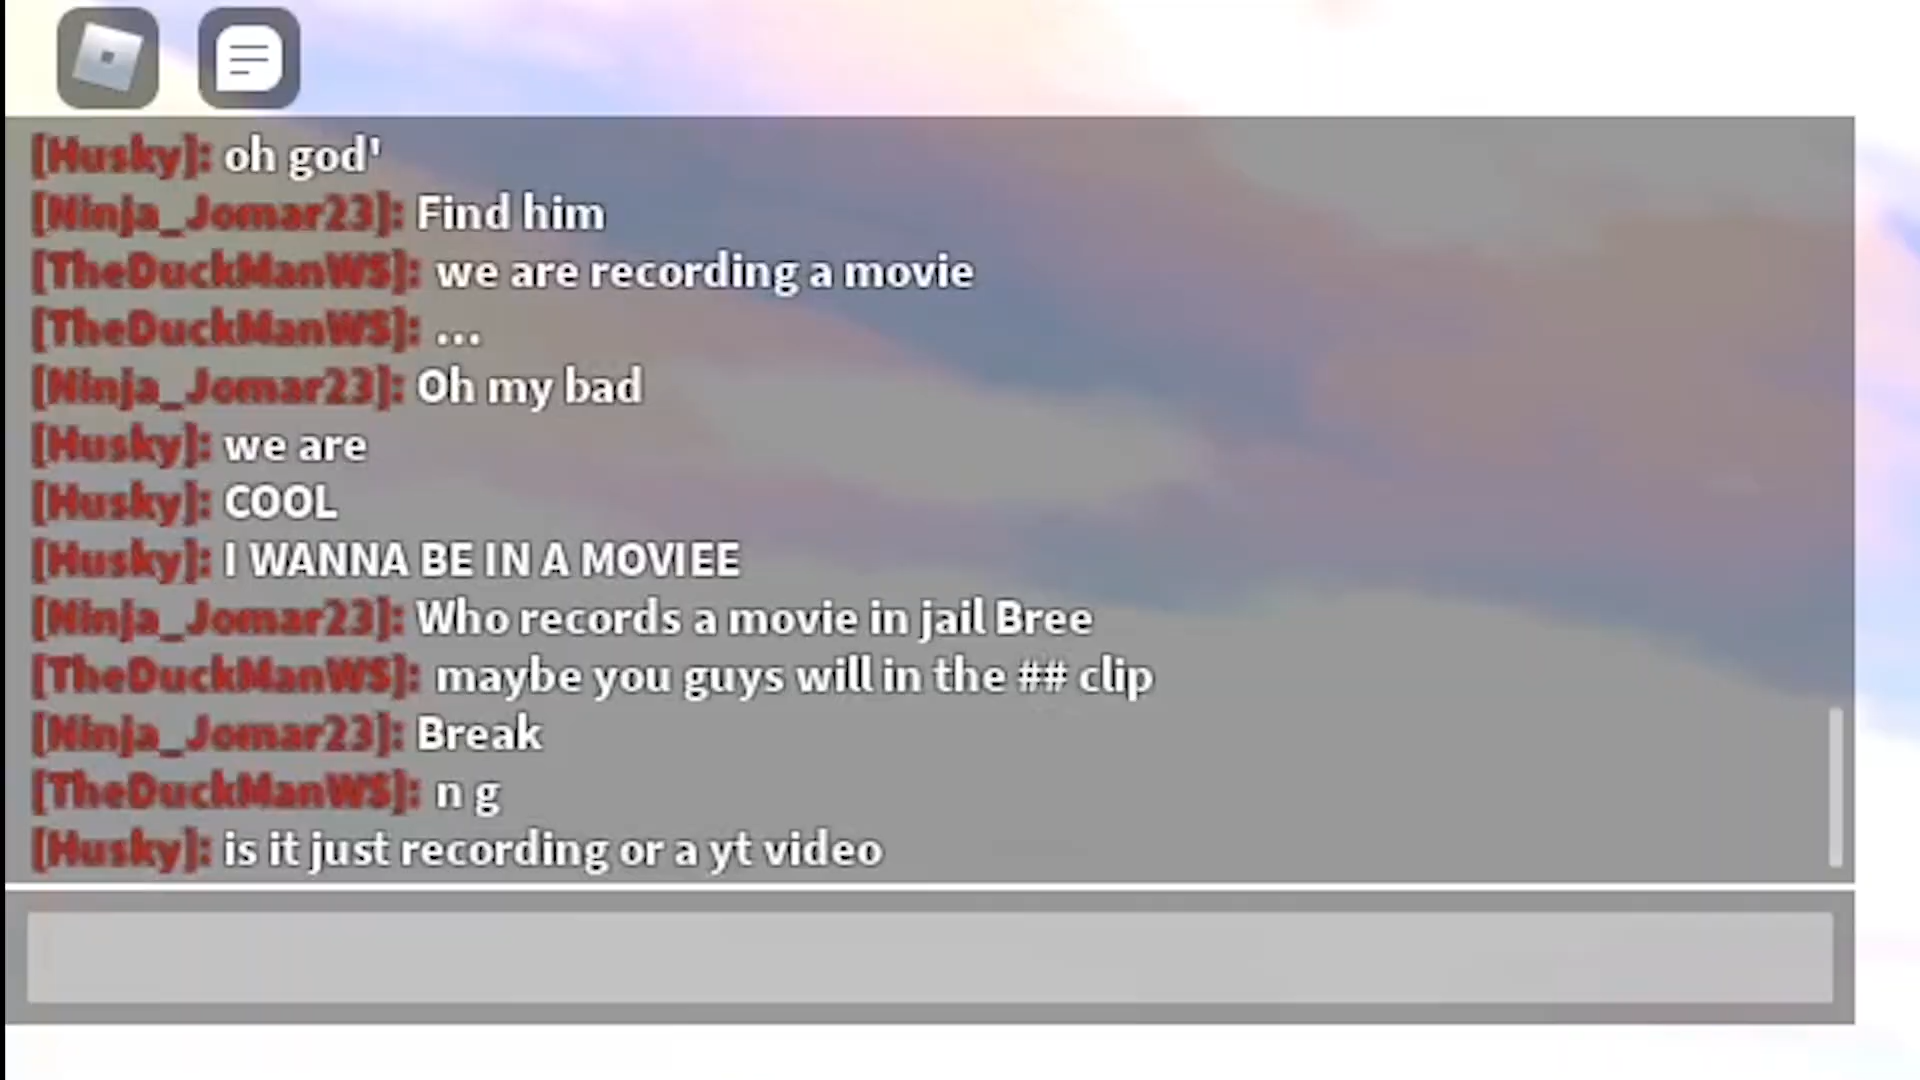 [Husky]: oh god'
[Ninja_Jomar23]: Find him
[TheDuckManWS]: we are recording a movie
[TheDuckManWS]: ...
[Ninja_Jomar23]: Oh my bad
[Husky]: we are
[Husky]: COOL
[Husky]: I WANNA BE IN A MOVIEE
[Ninja_Jomar23]: Who records a movie in jail Bree
[TheDuckManWS]: maybe you guys will in the ## clip
[Ninja_Jomar23]: Break
[TheDuckManWS]: n g
[Husky]: is it just recording or a yt video